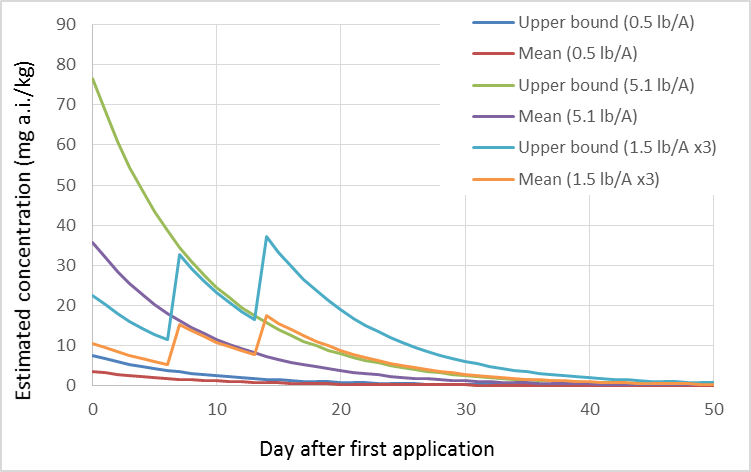 90
80
70
60
50
40
30
20
10
0
Estimated concentration (mg a.i./kg)
Upper bound (0.5 lb/A)
Mean (0.5 lb/A)
Upper bound (5.1 lb/A)
Mean (5.1 lb/A)
Upper bound (1.5 lb/A x3)
Mean (1.5 lb/A x3)
0 10 20 30 40 50
Day after first application